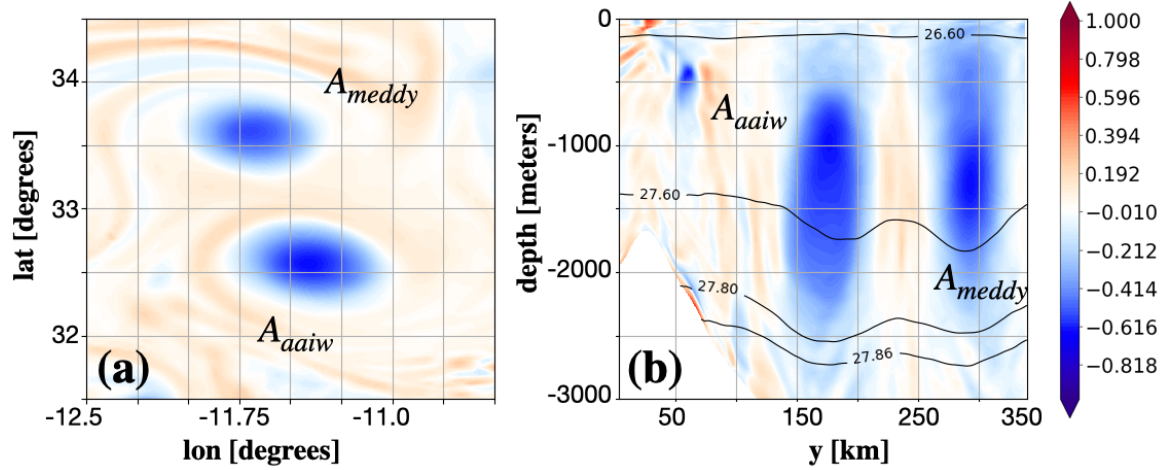 34
33
32
-12.5
-11.75
-11.0
lat [degrees]
lon [degrees]
A_meddy
A_aaiw
(a)
0
-1000
-2000
-3000
50
150
250
350
depth [meters]
y [km]
26.60
A_aaiw
27.60
A_meddy
27.80
27.86
(b)
1.000
0.798
0.596
0.394
0.192
−0.010
−0.212
−0.414
−0.616
−0.818